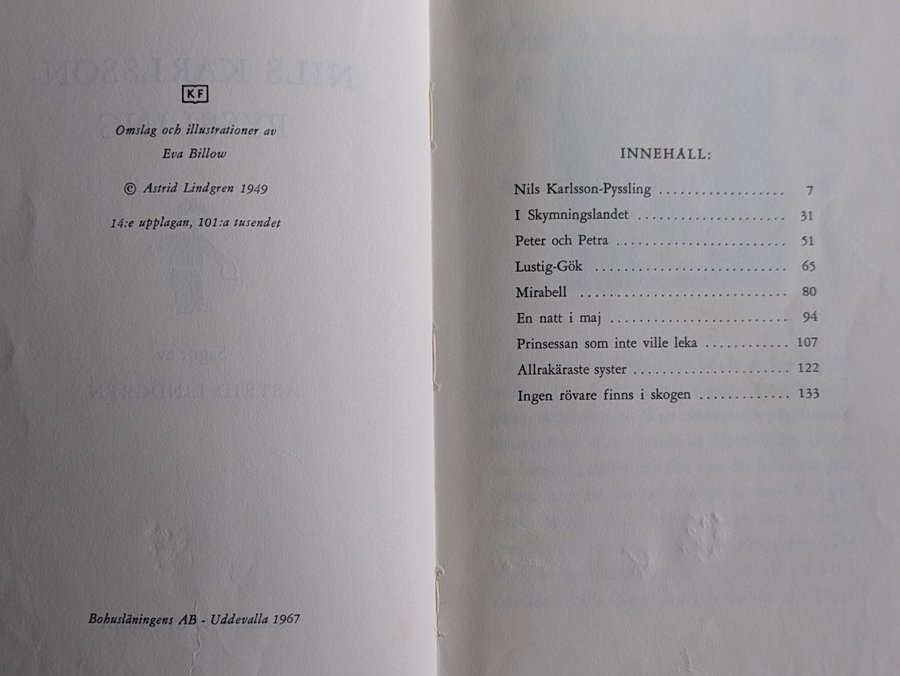 KF
Omslag och illustrationer av
Eva Billow
© Astrid Lindgren 1949
14:e upplagan, 101:a tusendet
Bohusläningens AB - Uddevalla 1967
INNEHÅLL:
Nils Karlsson-Pyssling .................. 7
I Skymningslandet ..................... 31
Peter och Petra ........................ 51
Lustig-Gök ........................... 65
Mirabell ............................. 80
En natt i maj ......................... 94
Prinsessan som inte ville leka ............ 107
Allrakäraste syster ...................... 122
Ingen rövare finns i skogen ............. 133